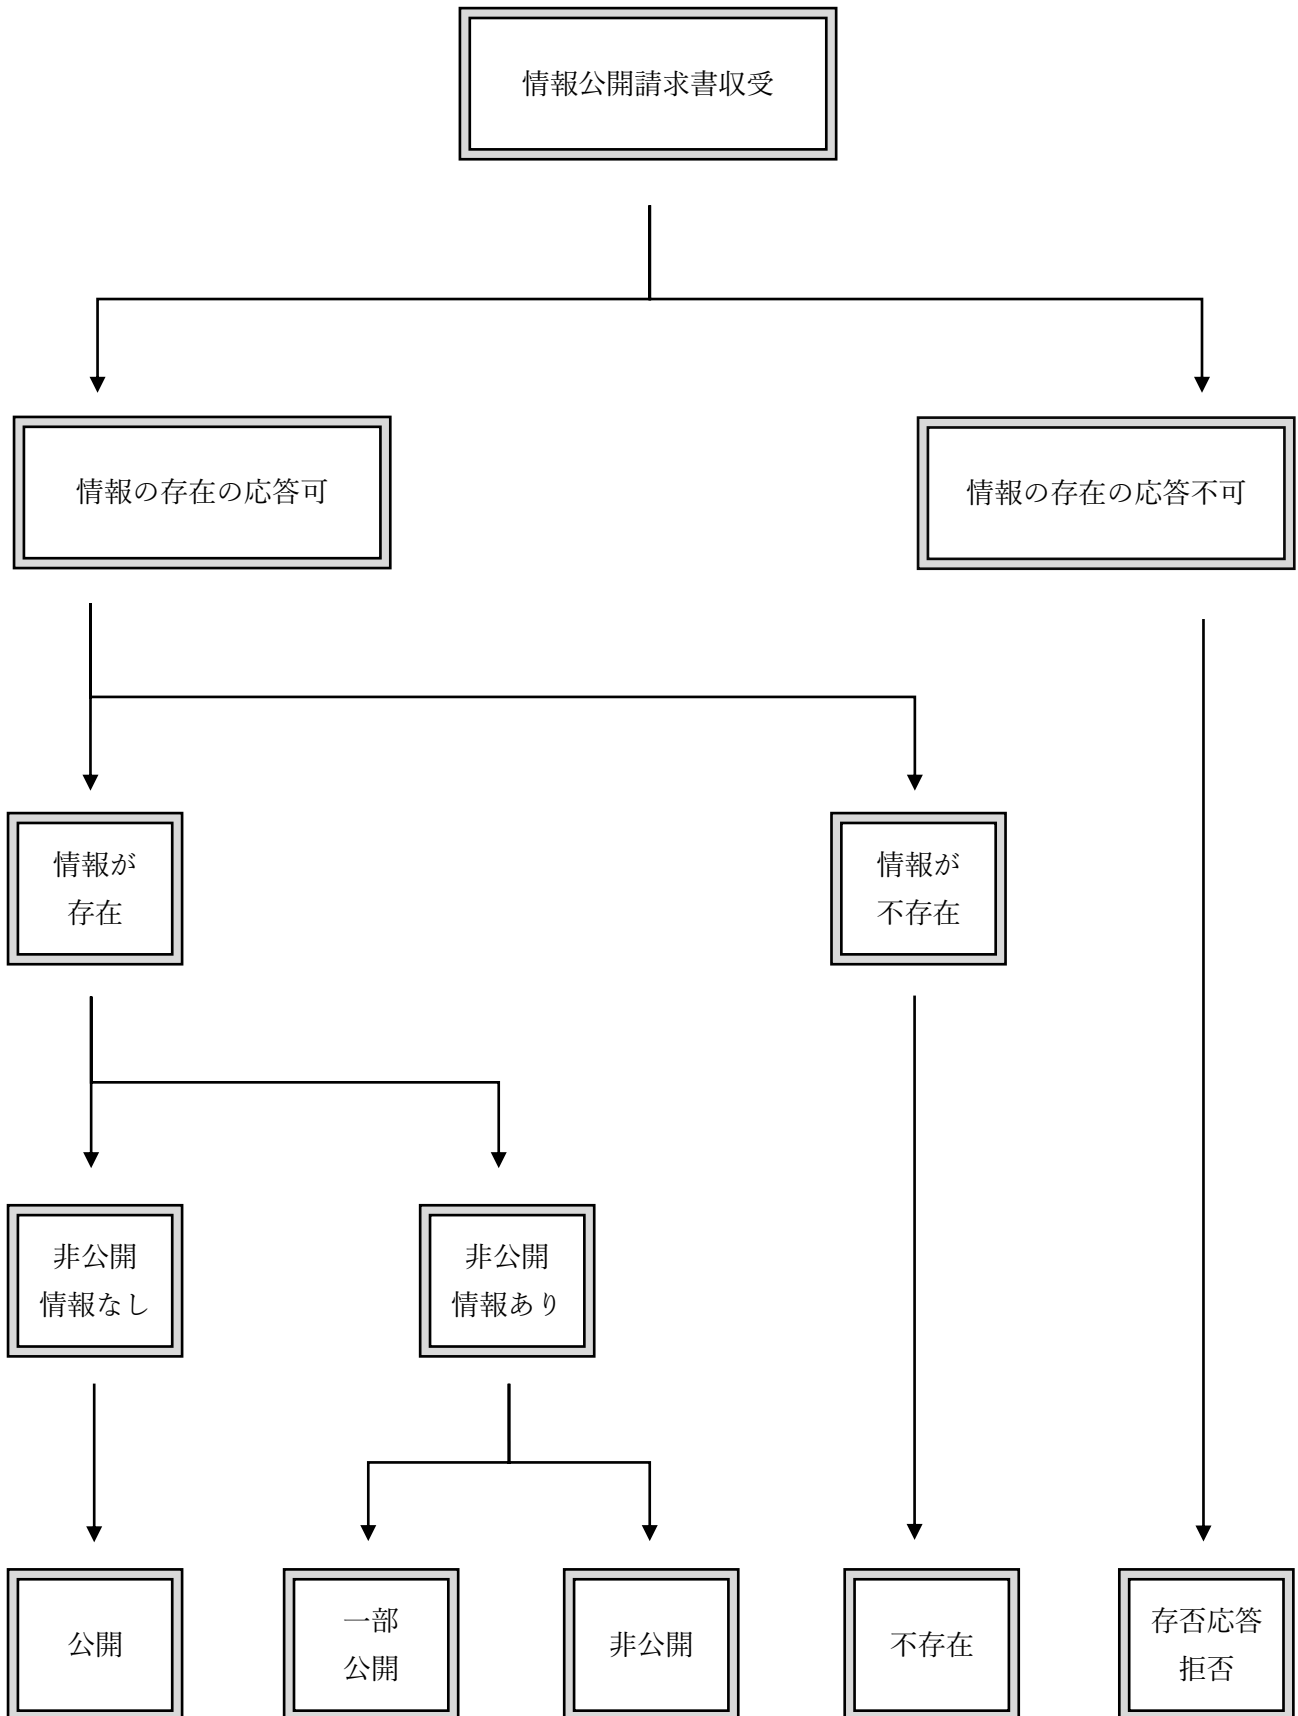 情報公開請求書収受
情報の存在の応答可
情報の存在の応答不可
情報が
存在
情報が
不存在
非公開
情報なし
非公開
情報あり
公開
一部
公開
非公開
不存在
存否応答
拒否